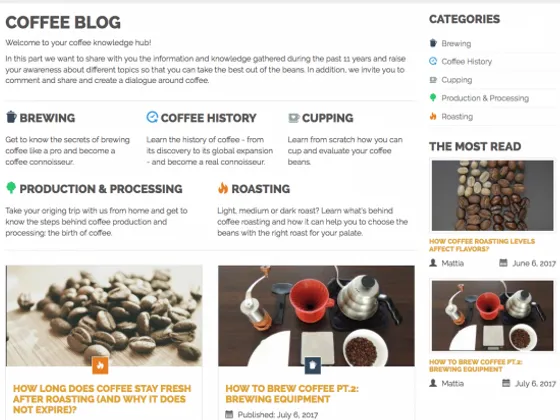 COFFEE BLOG
Welcome to your coffee knowledge hub!
In this part we want to share with you the information and knowledge gathered during the past 11 years and raise
your awareness about different topics so that you can take the best out of the beans. In addition, we invite you to
comment and share and create a dialogue around coffee.
BREWING
Get to know the secrets of brewing
coffee like a pro and become a
coffee connoisseur.
COFFEE HISTORY
Learn the history of coffee - from
its discovery to its global expansion
- and become a real connoisseur.
CUPPING
Learn from scratch how you can
cup and evaluate your coffee
beans.
PRODUCTION & PROCESSING
Take your origing trip with us from home and get to
know the steps behind coffee production and
processing: the birth of coffee.
ROASTING
Light, medium or dark roast? Learn what's behind
coffee roasting and how it can help you to choose the
beans with the right roast for your palate.
HOW LONG DOES COFFEE STAY FRESH
AFTER ROASTING (AND WHY IT DOES
NOT EXPIRE)?
HOW TO BREW COFFEE PT.2:
BREWING EQUIPMENT
Published: July 6, 2017
CATEGORIES
Brewing
Coffee History
Cupping
Production & Processing
Roasting
THE MOST READ
HOW COFFEE ROASTING LEVELS
AFFECT FLAVORS?
Mattia June 6, 2017
HOW TO BREW COFFEE PT.2:
BREWING EQUIPMENT
Mattia July 6, 2017